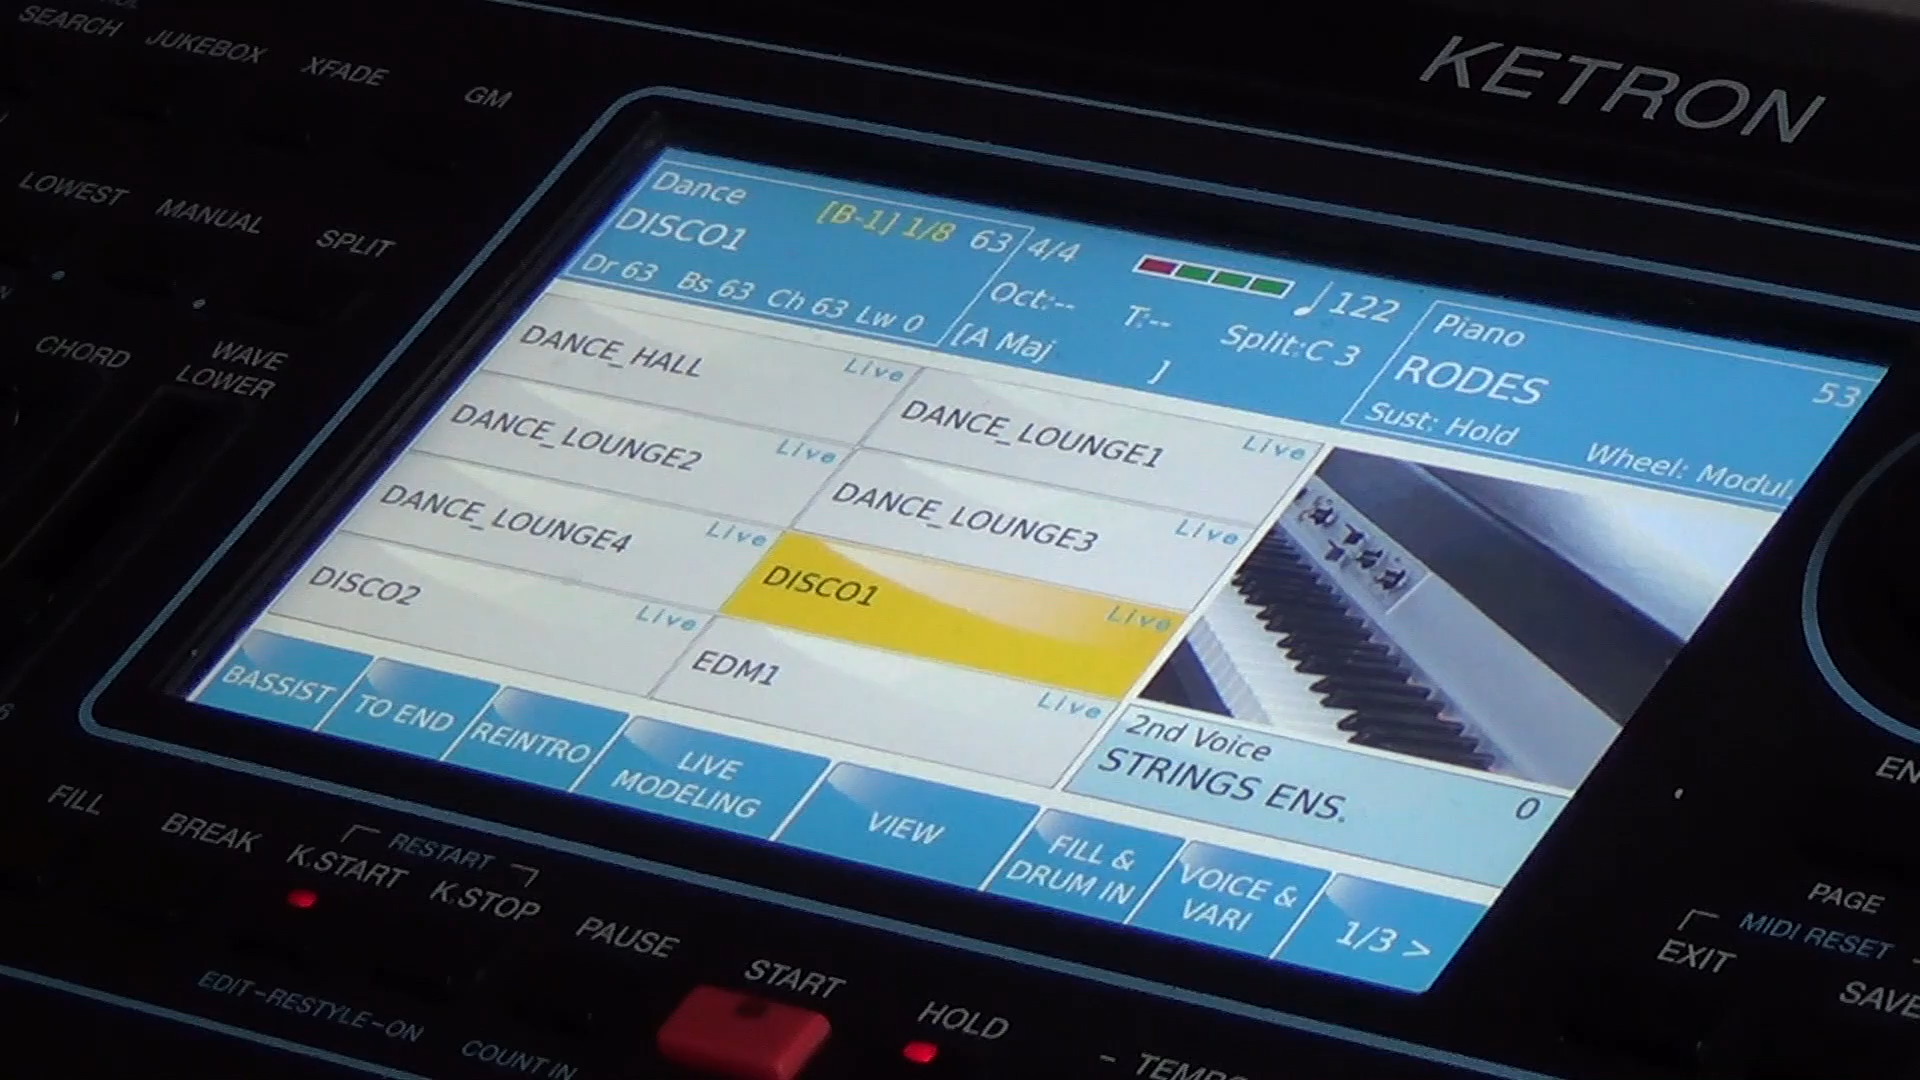 SEARCH JUKEBOX XFADE GM
KETRON
LOWEST MANUAL SPLIT
CHORD WAVE LOWER
Dance
DISCO1 [B-1] 1/8 63
Dr 63 Bs 63 Ch 63 Lw 0
4/4 ♩122
Oct:-- T:-- Split:C 3
[A Maj ]
Piano
RODES 53
Sust: Hold Wheel: Modul.
DANCE_HALL Live
DANCE_LOUNGE1 Live
DANCE_LOUNGE2 Live
DANCE_LOUNGE3 Live
DANCE_LOUNGE4 Live
DISCO1 Live
DISCO2 Live
EDM1 Live
2nd Voice
STRINGS ENS. 0
BASSIST
TO END
REINTRO
LIVE
MODELING
VIEW
FILL &
DRUM IN
VOICE &
VARI
1/3 >
FILL BREAK K.START K.STOP PAUSE START HOLD
RESTART
EDIT-RESTYLE-ON COUNT IN
PAGE
MIDI RESET
EXIT SAVE